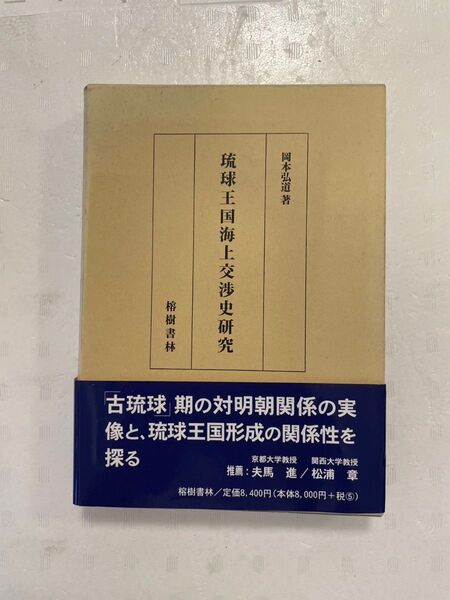 岡本弘道著
琉球王国海上交渉史研究
榕樹書林
「古琉球」期の対明朝関係の実
像と、琉球王国形成の関係性を
探る
京都大学教授 関西大学教授
推薦:夫馬 進/松浦 章
榕樹書林/定価8,400円(本体8,000円+税⑤)